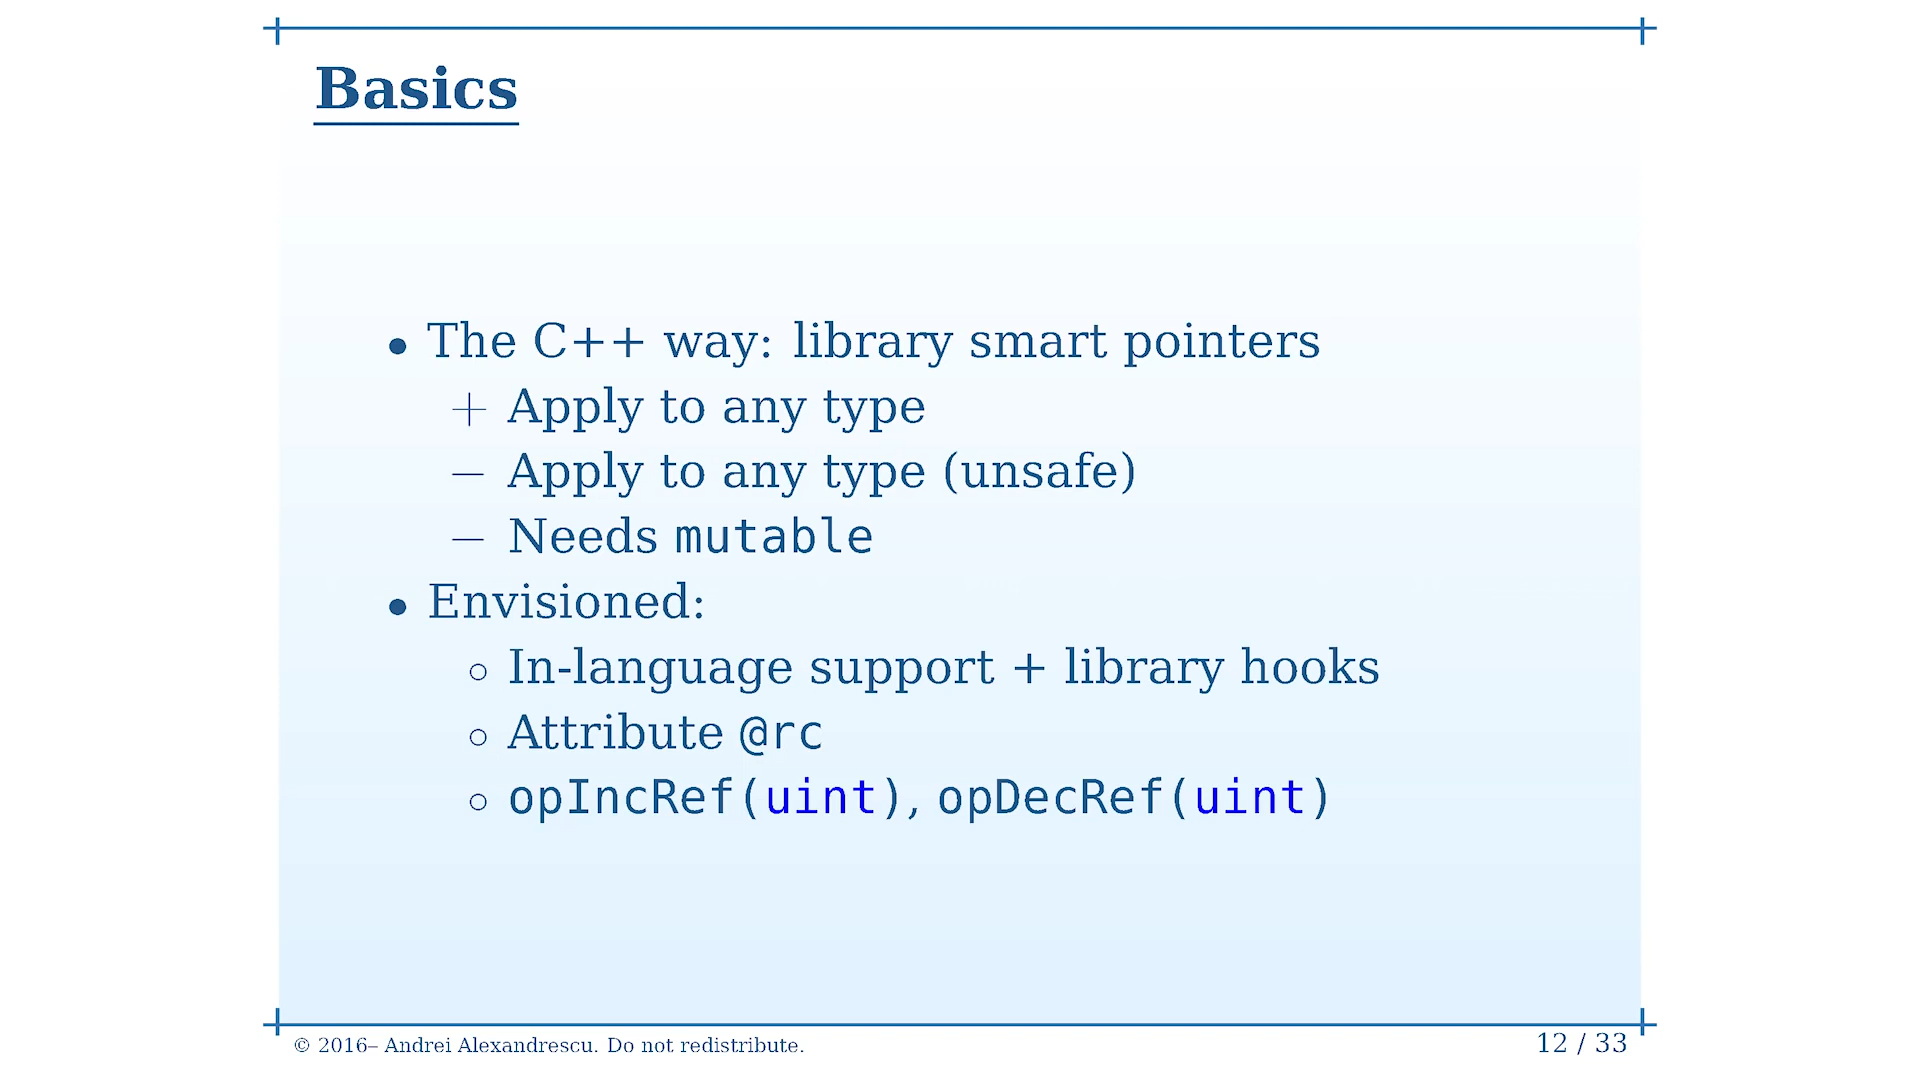 Basics
• The C++ way: library smart pointers
+ Apply to any type
− Apply to any type (unsafe)
− Needs mutable
• Envisioned:
○ In-language support + library hooks
○ Attribute @rc
○ opIncRef(uint), opDecRef(uint)
© 2016– Andrei Alexandrescu. Do not redistribute.
12 / 33